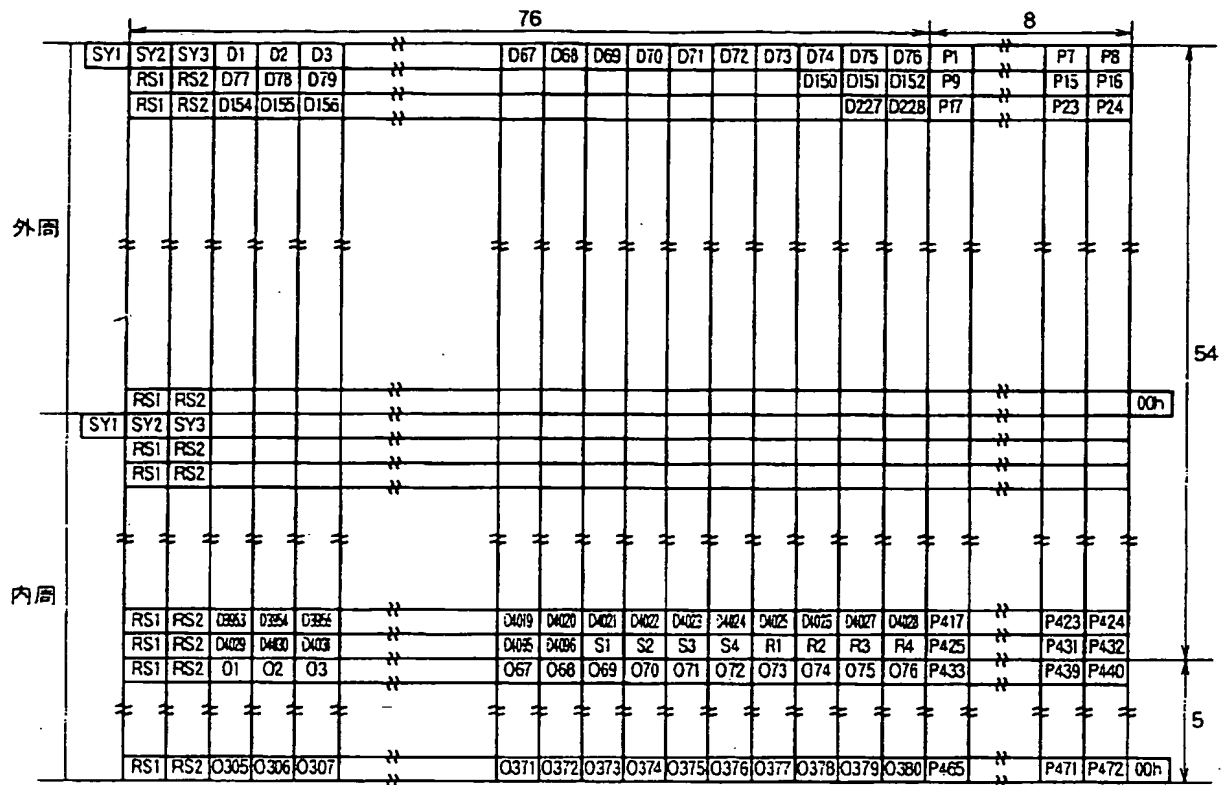 76 8
SY1 SY2 SY3 D1 D2 D3 D67 D68 D69 D70 D71 D72 D73 D74 D75 D76 P1 P7 P8
RS1 RS2 D77 D78 D79 D150 D151 D152 P9 P15 P16
RS1 RS2 D154 D155 D156 D227 D228 P17 P23 P24
外周
54
RS1 RS2 00h
SY1 SY2 SY3
RS1 RS2
RS1 RS2
内周
RS1 RS2 D3953 D3954 D3955 D4019 D4020 D4021 D4022 D4023 D4024 D4025 D4026 D4027 D4028 P417 P423 P424
RS1 RS2 D4029 D4030 D4031 D4095 D4096 S1 S2 S3 S4 R1 R2 R3 R4 P425 P431 P432
RS1 RS2 O1 O2 O3 O67 O68 O69 O70 O71 O72 O73 O74 O75 O76 P433 P439 P440
5
RS1 RS2 O305 O306 O307 O371 O372 O373 O374 O375 O376 O377 O378 O379 O380 P465 P471 P472 00h